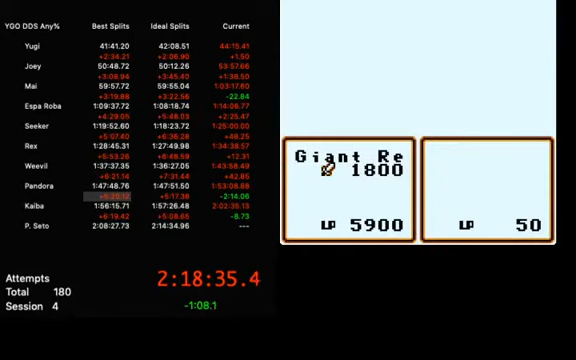 YGO DDS Any% Best Splits Ideal Splits Current
Yugi 41:41.20 42:08.51 44:15.41
+2:34.21 +2:06.90 +1.50
Joey 50:48.72 50:12.26 53:57.66
+3:08.94 +3:45.40 +1:38.50
Mai 59:57.72 59:55.04 1:03:17.60
+3:19.88 +3:22.56 -22.84
Espa Roba 1:09:37.72 1:08:18.74 1:14:06.77
+4:29.05 +5:48.03 +2:25.47
Seeker 1:19:52.60 1:18:23.72 1:25:00.00
+5:07.40 +6:36.28 +48.25
Rex 1:28:45.31 1:27:49.98 1:34:38.57
+5:53.26 +6:48.59 +12.31
Weevil 1:37:37.35 1:36:27.05 1:43:58.49
+6:21.14 +7:31.44 +42.85
Pandora 1:47:48.76 1:47:51.50 1:53:08.88
+5:20.12 +5:17.38 -2:14.06
Kaiba 1:56:15.71 1:57:26.48 2:02:35.13
+6:19.42 +5:08.65 -8.73
P. Seto 2:08:27.73 2:14:34.96 ---
Attempts
Total 180
Session 4
2:18:35.4
-1:08.1
Giant Re
1800
LP 5900
LP 50